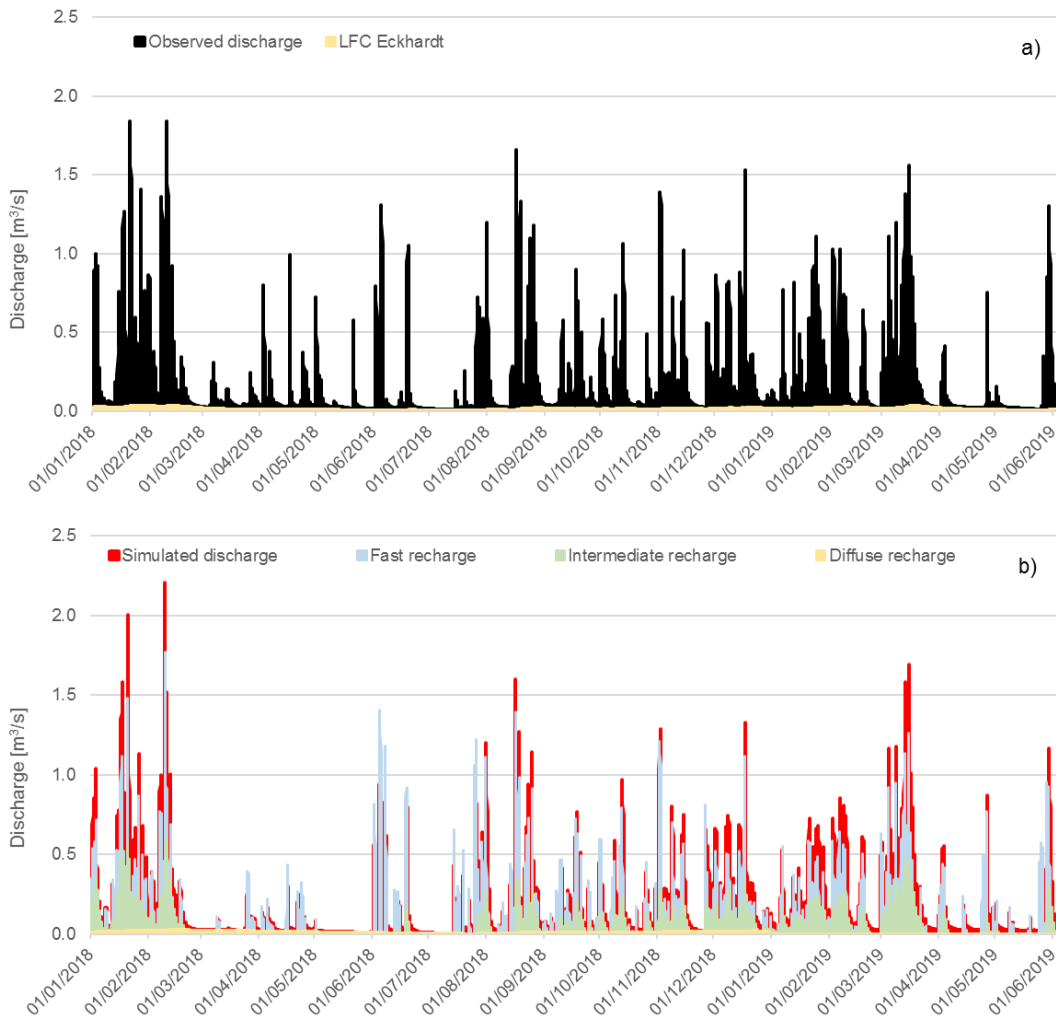 2.5
Observed discharge LFC Eckhardt
a)
2.0
1.5
1.0
0.5
0.0
Discharge [m³/s]
01/01/2018 01/02/2018 01/03/2018 01/04/2018 01/05/2018 01/06/2018 01/07/2018 01/08/2018 01/09/2018 01/10/2018 01/11/2018 01/12/2018 01/01/2019 01/02/2019 01/03/2019 01/04/2019 01/05/2019 01/06/2019
2.5
Simulated discharge Fast recharge Intermediate recharge Diffuse recharge
b)
2.0
1.5
1.0
0.5
0.0
Discharge [m³/s]
01/01/2018 01/02/2018 01/03/2018 01/04/2018 01/05/2018 01/06/2018 01/07/2018 01/08/2018 01/09/2018 01/10/2018 01/11/2018 01/12/2018 01/01/2019 01/02/2019 01/03/2019 01/04/2019 01/05/2019 01/06/2019